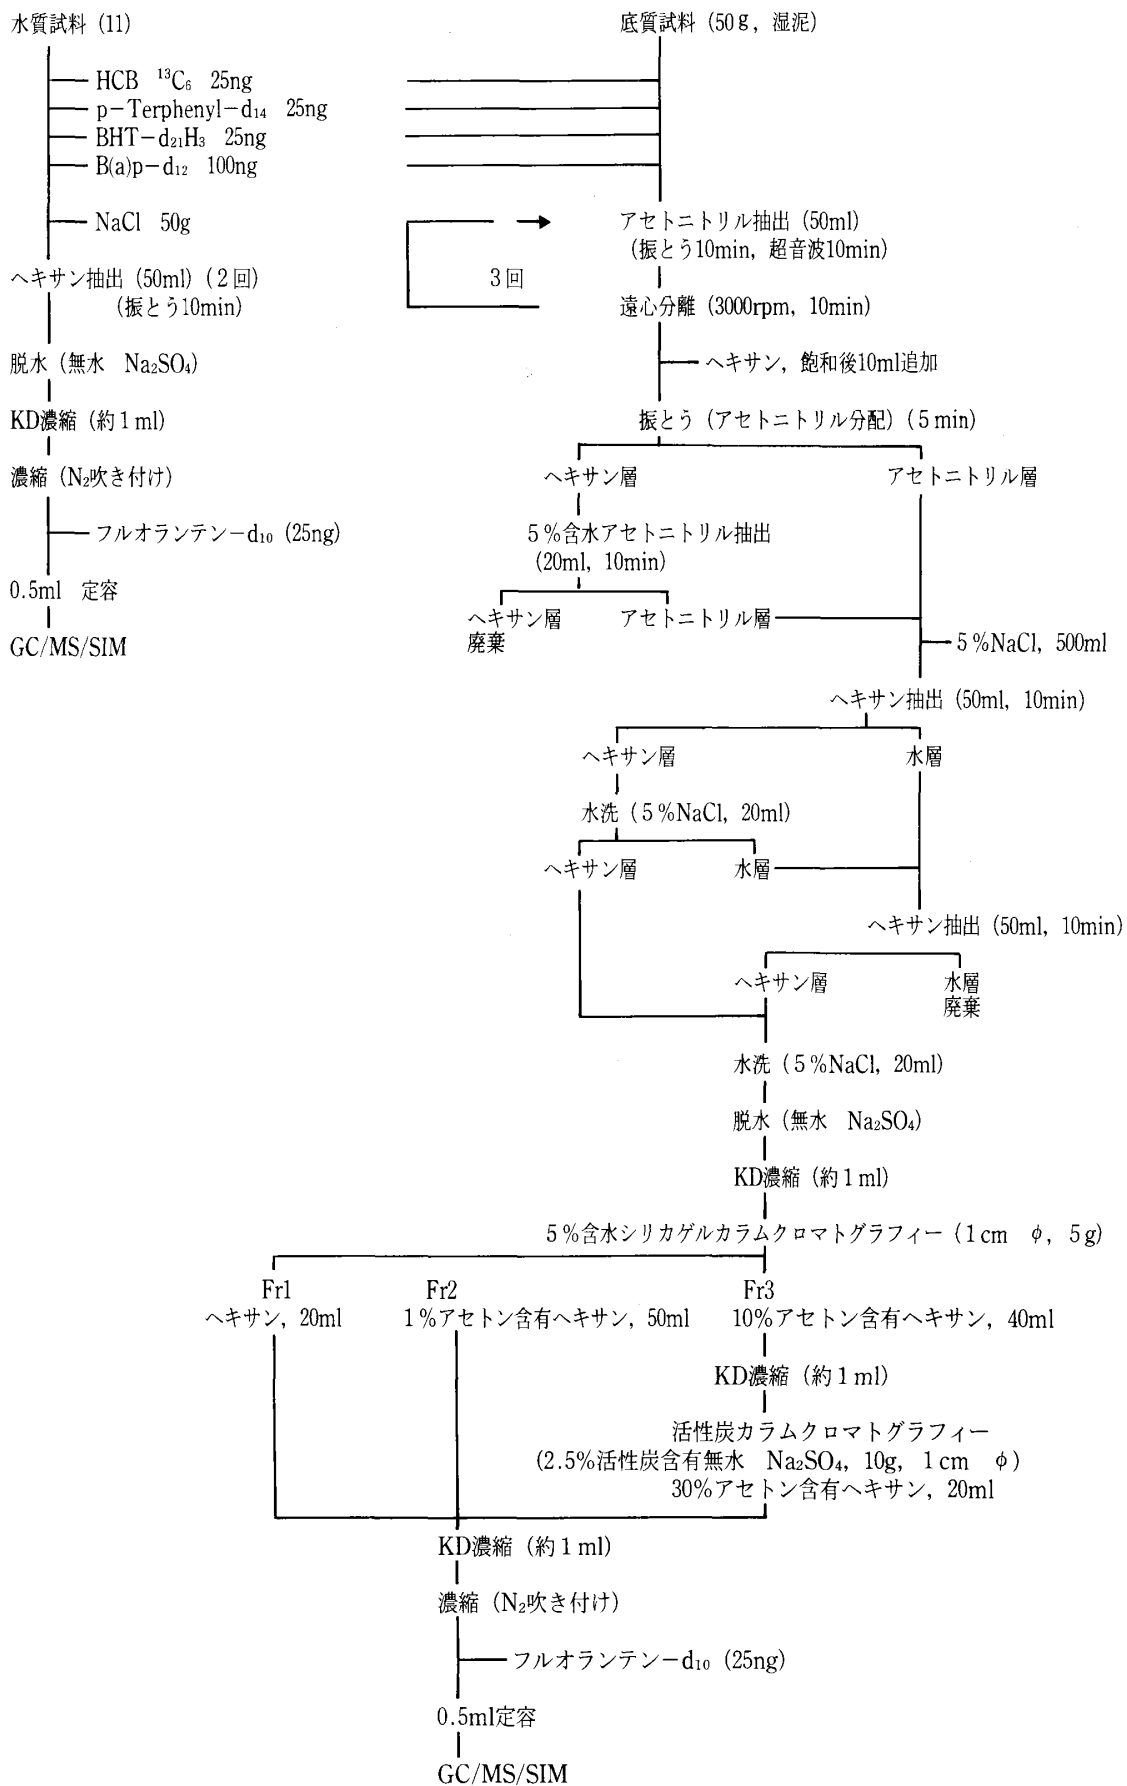 水質試料 (1l)
HCB ¹³C₆ 25ng
p-Terphenyl-d₁₄ 25ng
BHT-d₂₁H₃ 25ng
B(a)p-d₁₂ 100ng
NaCl 50g
ヘキサン抽出 (50ml) (2回)
(振とう10min)
脱水 (無水 Na₂SO₄)
KD濃縮 (約1ml)
濃縮 (N₂吹き付け)
フルオランテン-d₁₀ (25ng)
0.5ml 定容
GC/MS/SIM
底質試料 (50g, 湿泥)
アセトニトリル抽出 (50ml)
(振とう10min, 超音波10min)
3回
遠心分離 (3000rpm, 10min)
ヘキサン, 飽和後10ml追加
振とう (アセトニトリル分配) (5min)
ヘキサン層 アセトニトリル層
5%含水アセトニトリル抽出
(20ml, 10min)
ヘキサン層 アセトニトリル層
廃棄
5%NaCl, 500ml
ヘキサン抽出 (50ml, 10min)
ヘキサン層 水層
水洗 (5%NaCl, 20ml)
ヘキサン層 水層
ヘキサン抽出 (50ml, 10min)
ヘキサン層 水層
廃棄
水洗 (5%NaCl, 20ml)
脱水 (無水 Na₂SO₄)
KD濃縮 (約1ml)
5%含水シリカゲルカラムクロマトグラフィー (1cm φ, 5g)
Fr1 Fr2 Fr3
ヘキサン, 20ml 1%アセトン含有ヘキサン, 50ml 10%アセトン含有ヘキサン, 40ml
KD濃縮 (約1ml)
活性炭カラムクロマトグラフィー
(2.5%活性炭含有無水 Na₂SO₄, 10g, 1cm φ)
30%アセトン含有ヘキサン, 20ml
KD濃縮 (約1ml)
濃縮 (N₂吹き付け)
フルオランテン-d₁₀ (25ng)
0.5ml定容
GC/MS/SIM